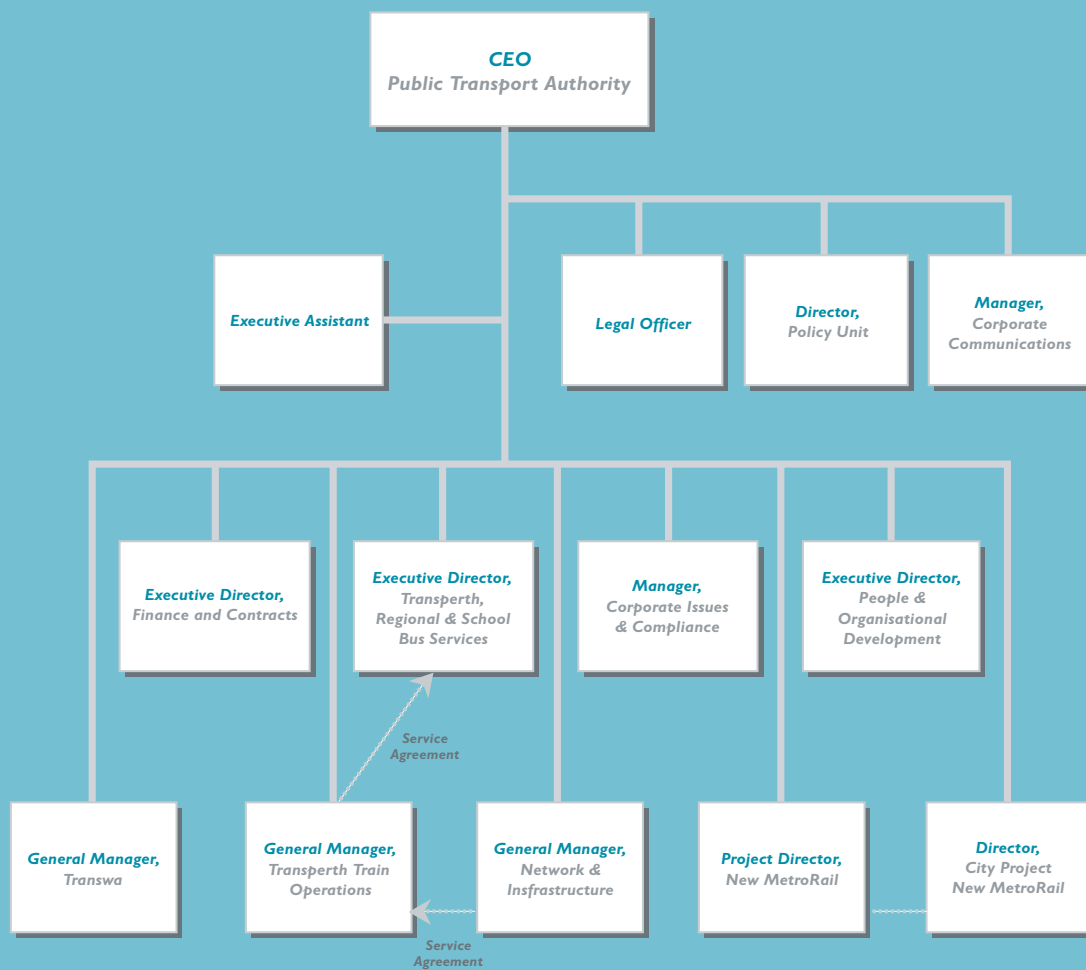 CEO
Public Transport Authority
Executive Assistant
Legal Officer
Director,
Policy Unit
Manager,
Corporate
Communications
Executive Director,
Finance and Contracts
Executive Director,
Transperth,
Regional & School
Bus Services
Manager,
Corporate Issues
& Compliance
Executive Director,
People &
Organisational
Development
Service
Agreement
General Manager,
Transwa
General Manager,
Transperth Train
Operations
General Manager,
Network &
Insfrastructure
Project Director,
New MetroRail
Director,
City Project
New MetroRail
Service
Agreement